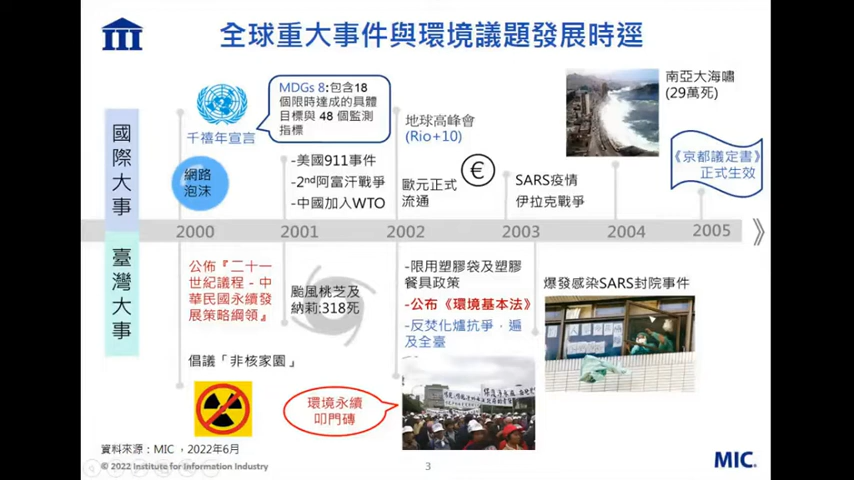 全球重大事件與環境議題發展時逕
MDGs 8:包含18
個限時達成的具體
目標與 48 個監測
指標
千禧年宣言
國際大事
網路
泡沫
-美國911事件
-2nd阿富汗戰爭
-中國加入WTO
地球高峰會
(Rio+10)
歐元正式
流通
€
SARS疫情
伊拉克戰爭
南亞大海嘯
(29萬死)
《京都議定書》
正式生效
2000
2001
2002
2003
2004
2005
臺灣大事
公佈『二十一
世紀議程－中
華民國永續發
展策略綱領』
倡議「非核家園」
颱風桃芝及
納莉:318死
-限用塑膠袋及塑膠
餐具政策
-公布《環境基本法》
-反焚化爐抗爭，遍
及全臺
環境永續
叩門磚
爆發感染SARS封院事件
資料來源：MIC ，2022年6月
© 2022 Institute for Information Industry
3
MIC